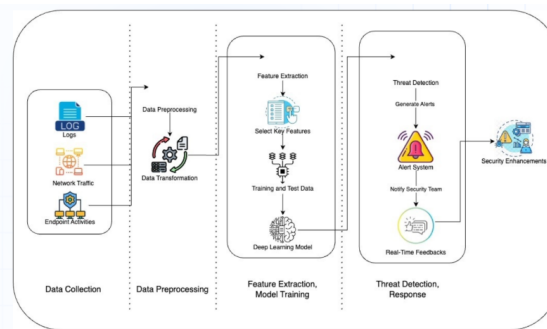 LOG
Logs
Network Traffic
Endpoint Activities
Data Collection
Data Preprocessing
Data Transformation
Data Preprocessing
Feature Extraction
Select Key Features
Training and Test Data
Deep Learning Model
Feature Extraction,
Model Training
Threat Detection
Generate Alerts
Alert System
Notify Security Team
Real-Time Feedbacks
Threat Detection,
Response
Security Enhancements